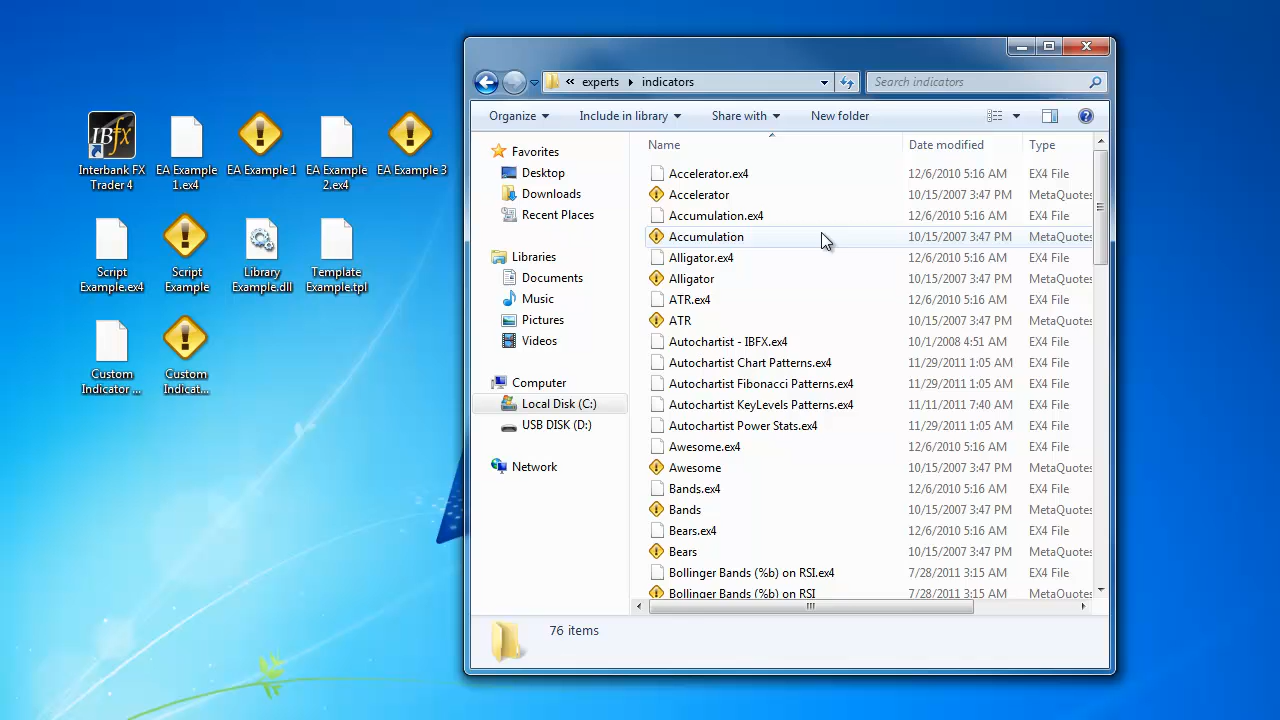 IBfx
Interbank FX
Trader 4
EA Example
1.ex4
EA Example 1
EA Example
2.ex4
EA Example 3
Script
Example.ex4
Script
Example
Library
Example.dll
Template
Example.tpl
Custom
Indicator ...
Custom
Indicat...
« experts indicators
Search indicators
Organize
Include in library
Share with
New folder
Favorites
Desktop
Downloads
Recent Places
Libraries
Documents
Music
Pictures
Videos
Computer
Local Disk (C:)
USB DISK (D:)
Network
Name Date modified Type
Accelerator.ex4 12/6/2010 5:16 AM EX4 File
Accelerator 10/15/2007 3:47 PM MetaQuotes
Accumulation.ex4 12/6/2010 5:16 AM EX4 File
Accumulation 10/15/2007 3:47 PM MetaQuotes
Alligator.ex4 12/6/2010 5:16 AM EX4 File
Alligator 10/15/2007 3:47 PM MetaQuotes
ATR.ex4 12/6/2010 5:16 AM EX4 File
ATR 10/15/2007 3:47 PM MetaQuotes
Autochartist - IBFX.ex4 10/1/2008 4:51 AM EX4 File
Autochartist Chart Patterns.ex4 11/29/2011 1:05 AM EX4 File
Autochartist Fibonacci Patterns.ex4 11/29/2011 1:05 AM EX4 File
Autochartist KeyLevels Patterns.ex4 11/11/2011 7:40 AM EX4 File
Autochartist Power Stats.ex4 11/29/2011 1:05 AM EX4 File
Awesome.ex4 12/6/2010 5:16 AM EX4 File
Awesome 10/15/2007 3:47 PM MetaQuotes
Bands.ex4 12/6/2010 5:16 AM EX4 File
Bands 10/15/2007 3:47 PM MetaQuotes
Bears.ex4 12/6/2010 5:16 AM EX4 File
Bears 10/15/2007 3:47 PM MetaQuotes
Bollinger Bands (%b) on RSI.ex4 7/28/2011 3:15 AM EX4 File
Bollinger Bands (%b) on RSI 7/28/2011 3:15 AM MetaQuotes
76 items